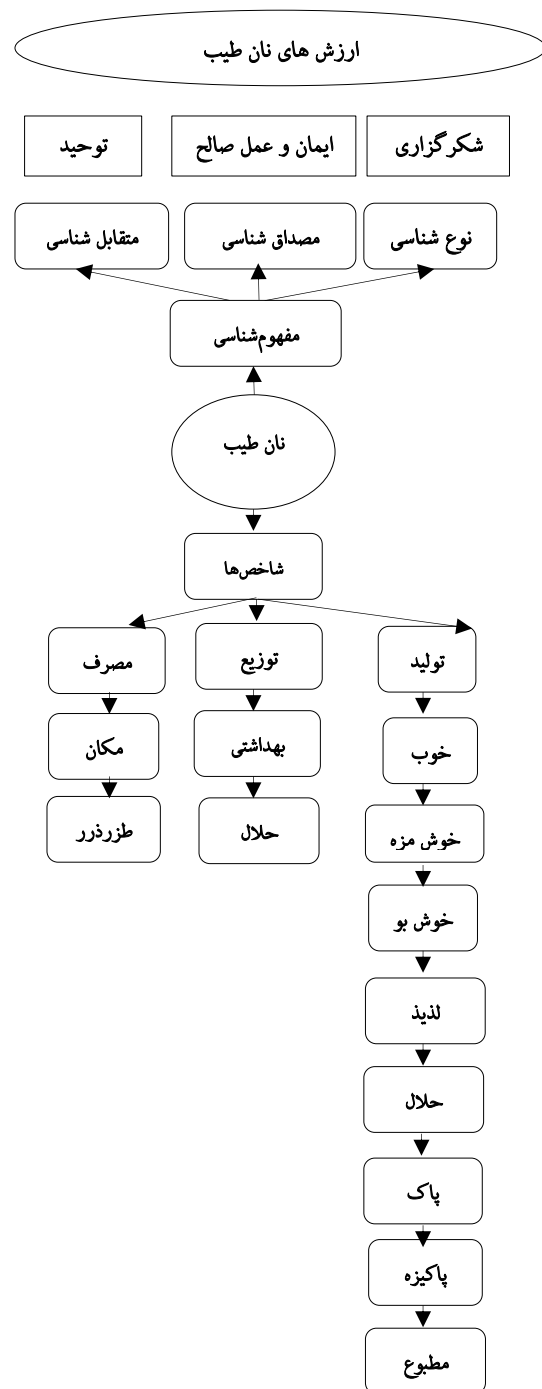 ارزش های نان طیب
شکرگزاری
ایمان و عمل صالح
توحید
نوع شناسی
مصداق شناسی
متقابل شناسی
مفهوم‌شناسی
نان طیب
شاخص‌ها
تولید
توزیع
مصرف
خوب
بهداشتی
مکان
خوش مزه
حلال
طزرذرر
خوش بو
لذیذ
حلال
پاک
پاکیزه
مطبوع